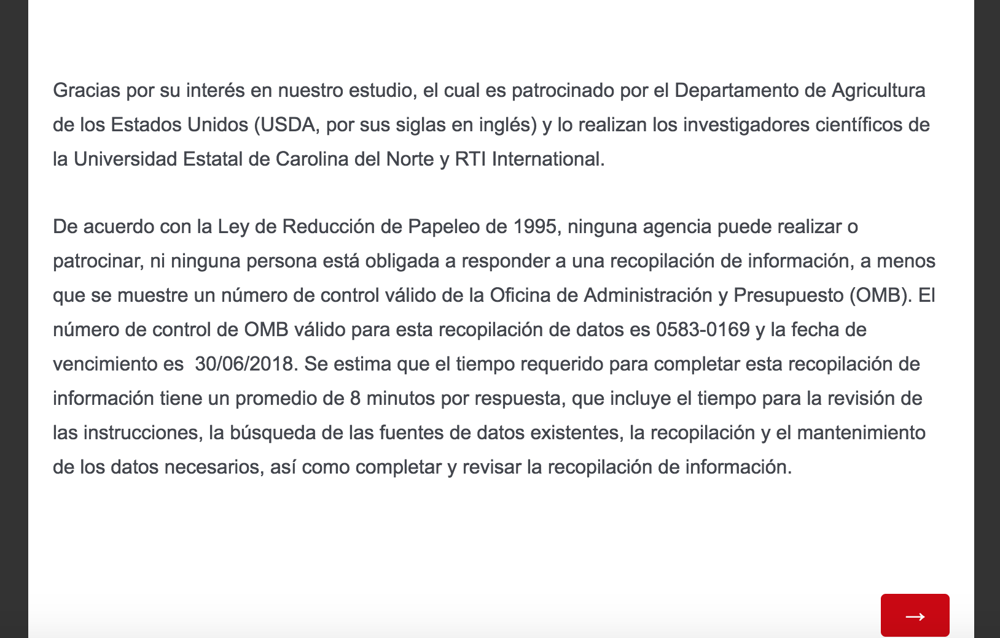 Gracias por su interés en nuestro estudio, el cual es patrocinado por el Departamento de Agricultura
de los Estados Unidos (USDA, por sus siglas en inglés) y lo realizan los investigadores científicos de
la Universidad Estatal de Carolina del Norte y RTI International.
De acuerdo con la Ley de Reducción de Papeleo de 1995, ninguna agencia puede realizar o
patrocinar, ni ninguna persona está obligada a responder a una recopilación de información, a menos
que se muestre un número de control válido de la Oficina de Administración y Presupuesto (OMB). El
número de control de OMB válido para esta recopilación de datos es 0583-0169 y la fecha de
vencimiento es  30/06/2018. Se estima que el tiempo requerido para completar esta recopilación de
información tiene un promedio de 8 minutos por respuesta, que incluye el tiempo para la revisión de
las instrucciones, la búsqueda de las fuentes de datos existentes, la recopilación y el mantenimiento
de los datos necesarios, así como completar y revisar la recopilación de información.
→